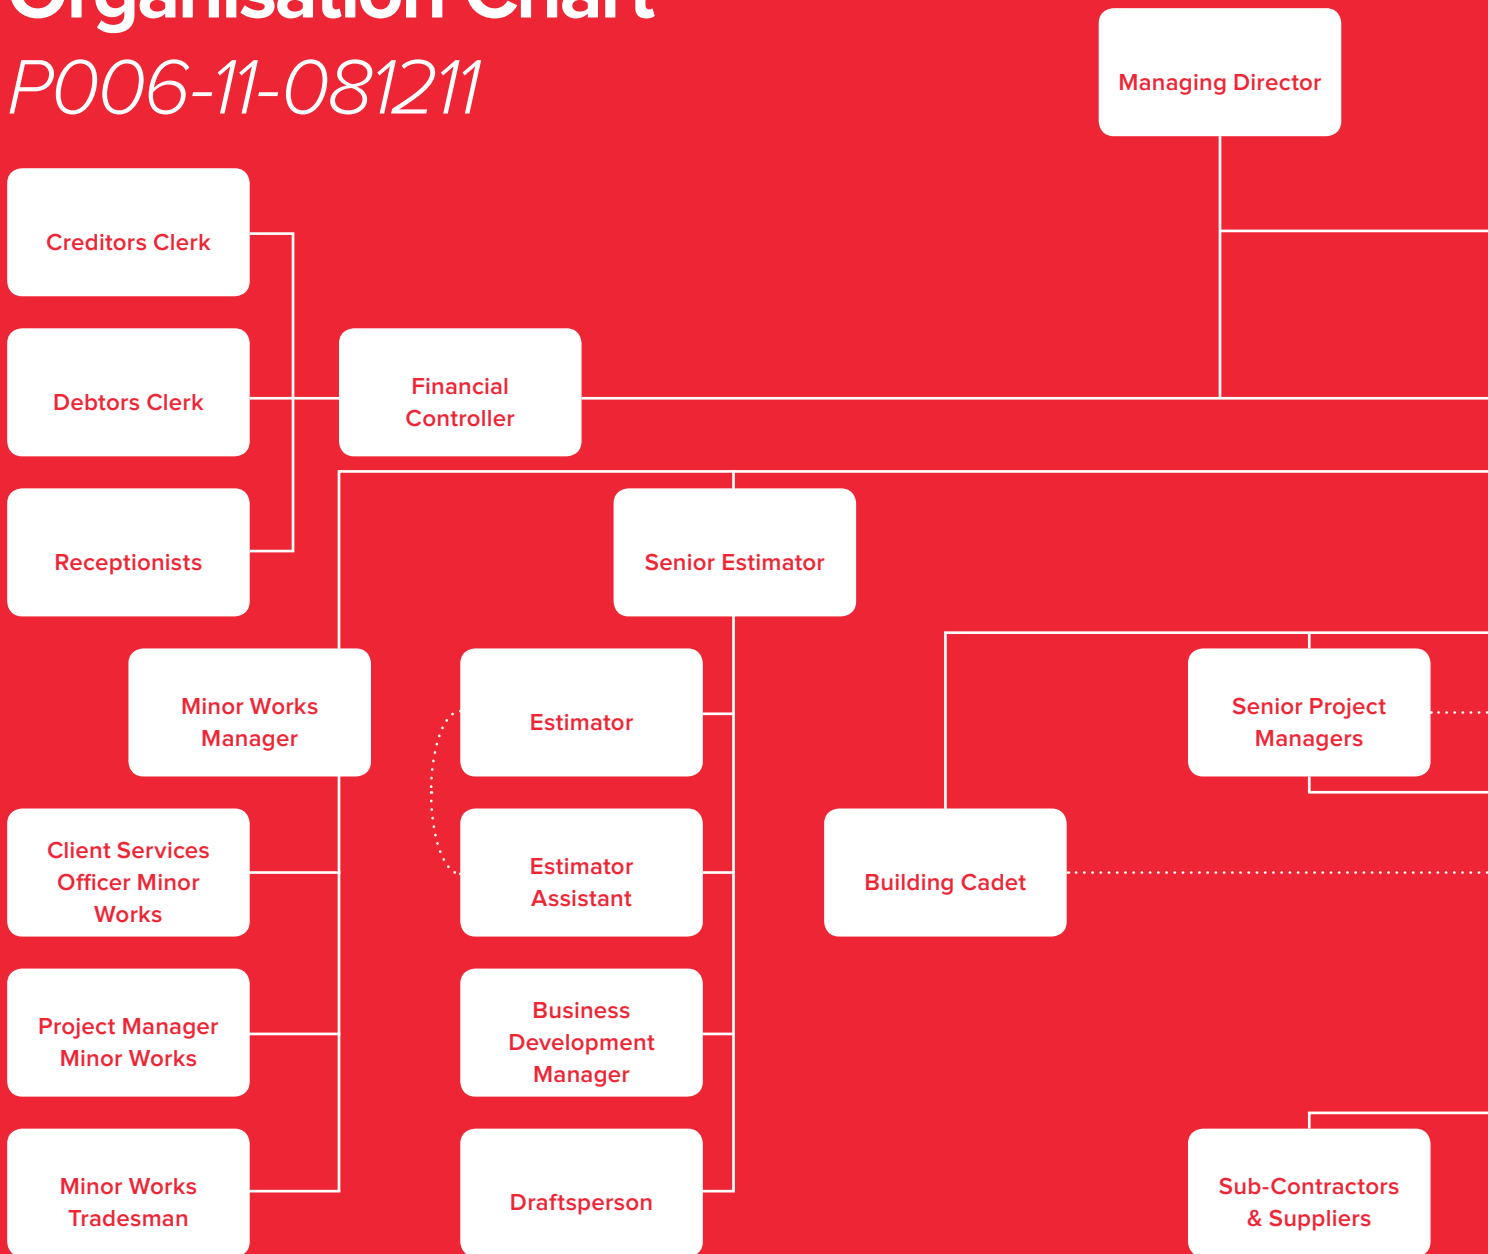 Organisation Chart
P006-11-081211
Managing Director
Creditors Clerk
Debtors Clerk
Financial
Controller
Receptionists
Senior Estimator
Minor Works
Manager
Estimator
Senior Project
Managers
Client Services
Officer Minor
Works
Estimator
Assistant
Building Cadet
Project Manager
Minor Works
Business
Development
Manager
Minor Works
Tradesman
Draftsperson
Sub-Contractors
& Suppliers